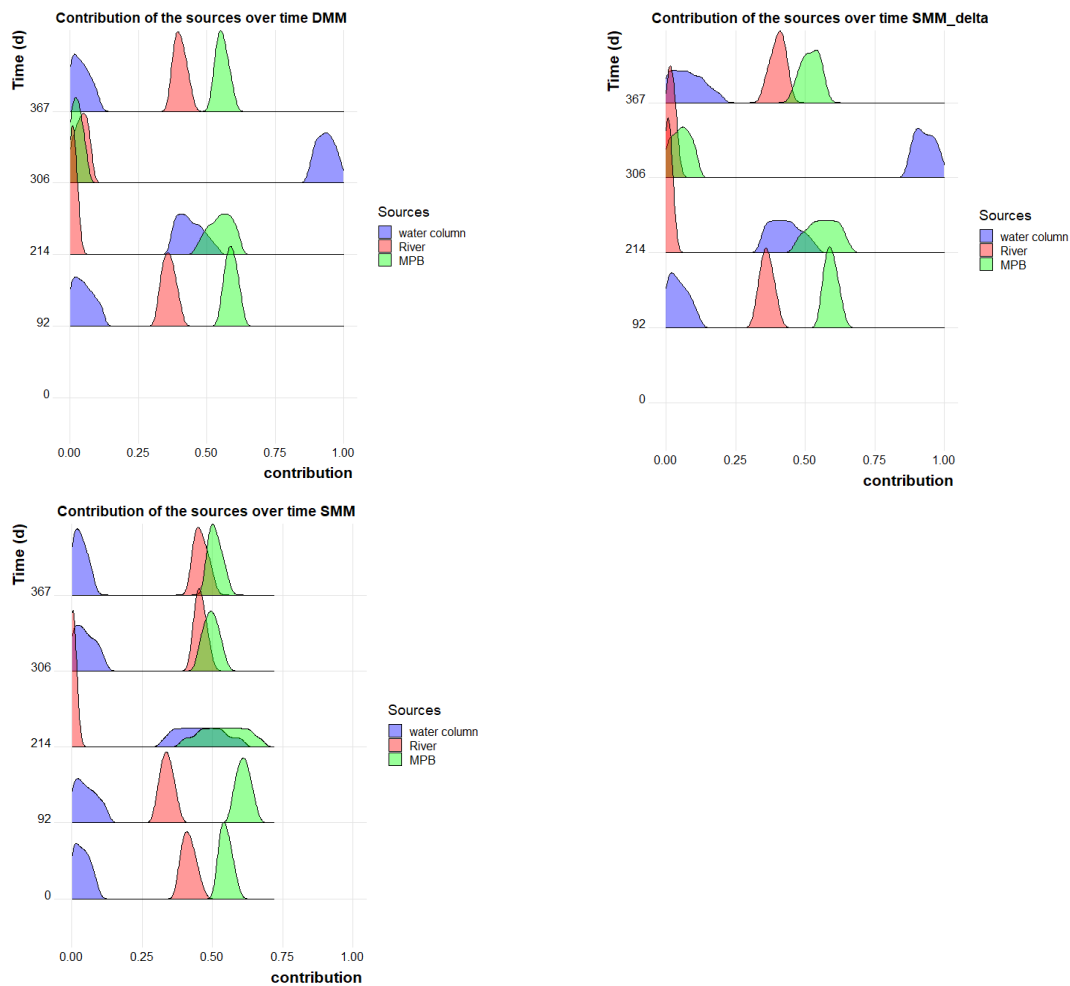 Contribution of the sources over time DMM
Time (d)
367
306
214
92
0
0.00 0.25 0.50 0.75 1.00
contribution
Sources
water column
River
MPB
Contribution of the sources over time SMM_delta
Time (d)
367
306
214
92
0
0.00 0.25 0.50 0.75 1.00
contribution
Sources
water column
River
MPB
Contribution of the sources over time SMM
Time (d)
367
306
214
92
0
0.00 0.25 0.50 0.75 1.00
contribution
Sources
water column
River
MPB